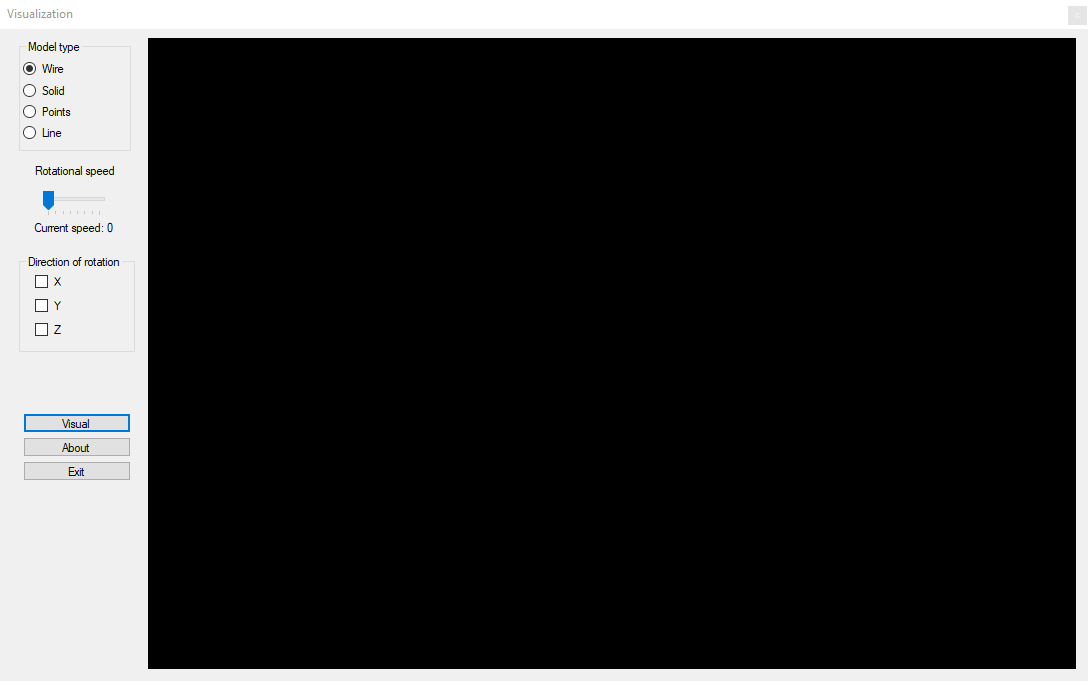 Visualization
Model type
Wire
Solid
Points
Line
Rotational speed
Current speed: 0
Direction of rotation
X
Y
Z
Visual
About
Exit